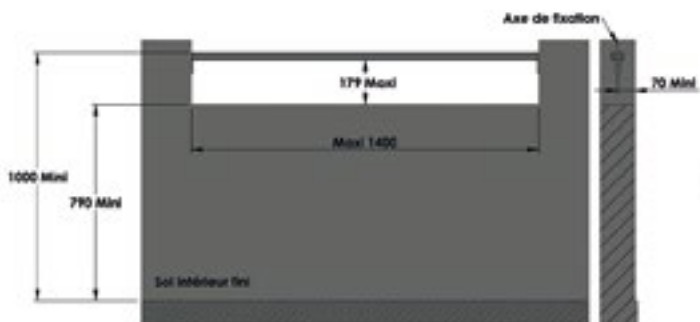 Axe de fixation
179 Maxi
70 Mini
Maxi 1400
1000 Mini
790 Mini
Sol intérieur fini